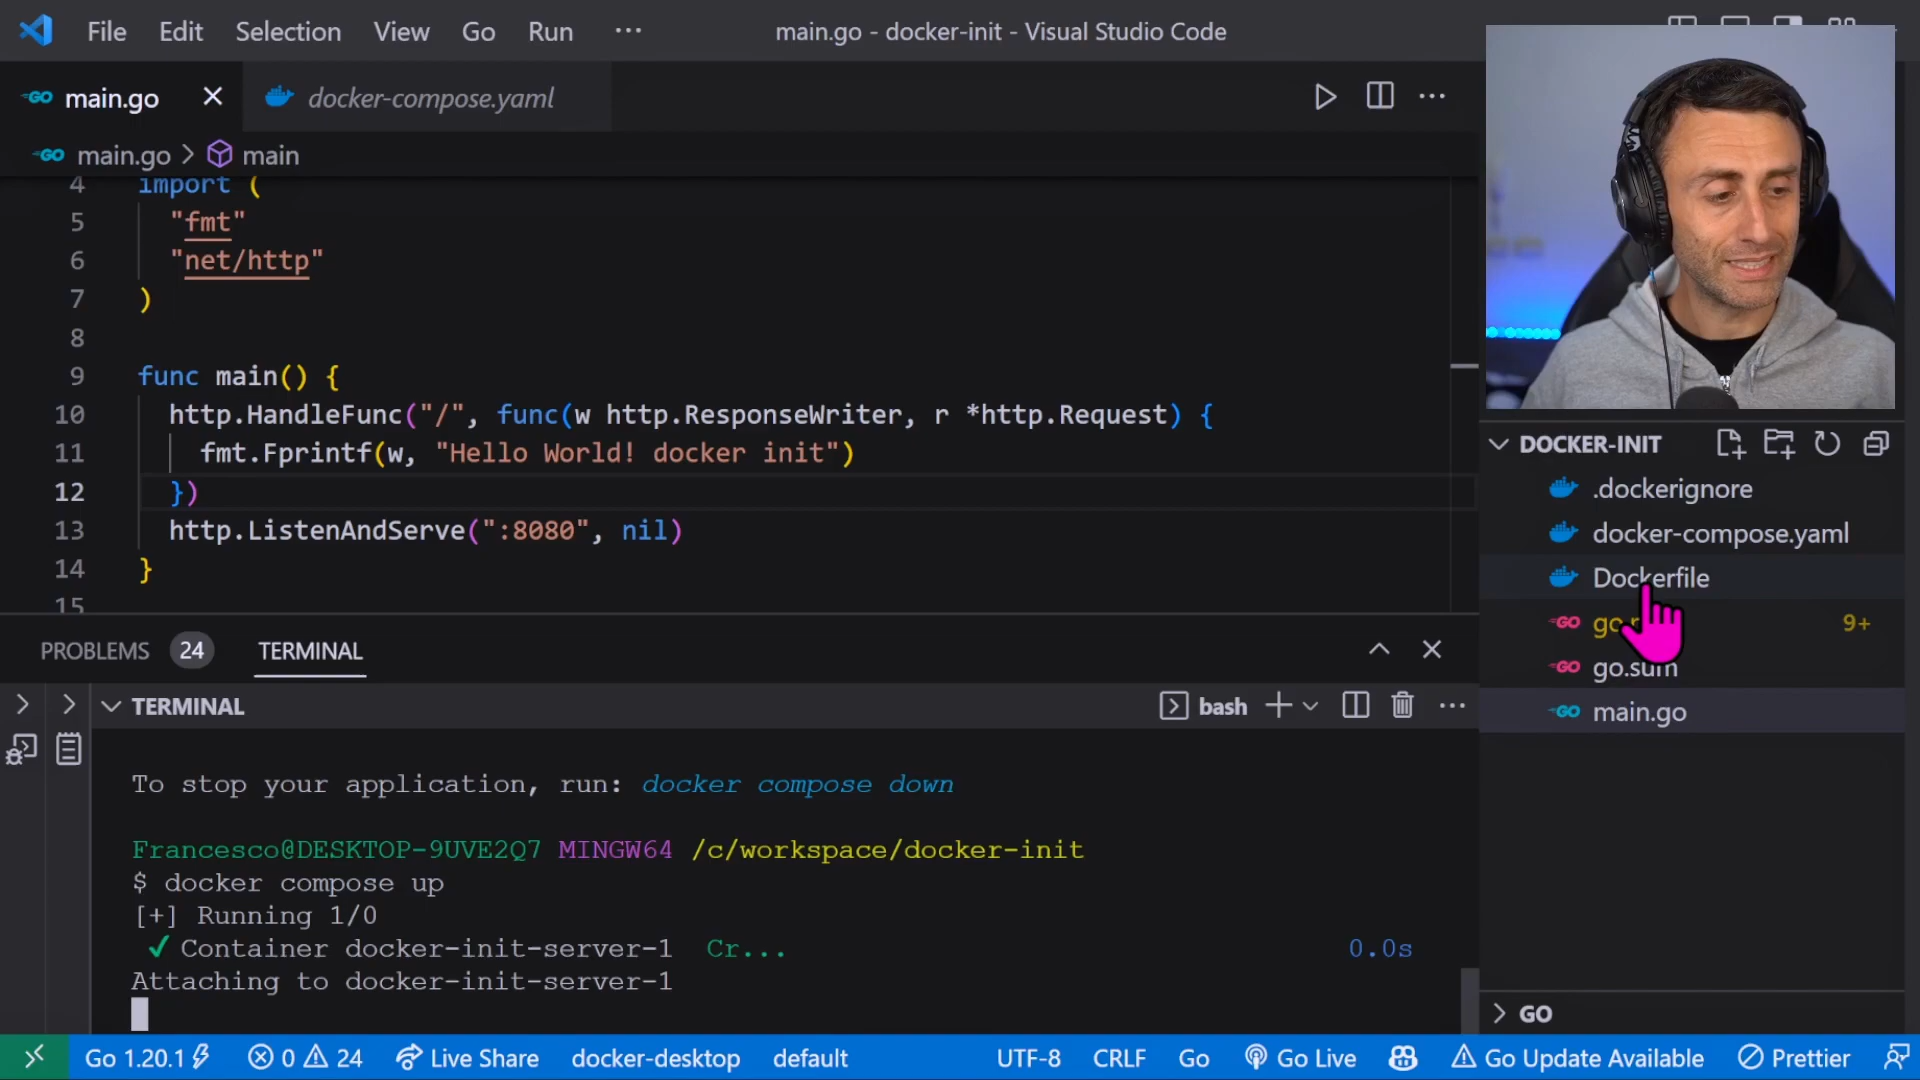 File Edit Selection View Go Run ··· main.go - docker-init - Visual Studio Code
GO main.go docker-compose.yaml
GO main.go > main
4 import (
5 "fmt"
6 "net/http"
7 )
8
9 func main() {
10 http.HandleFunc("/", func(w http.ResponseWriter, r *http.Request) {
11 fmt.Fprintf(w, "Hello World! docker init")
12 })
13 http.ListenAndServe(":8080", nil)
14 }
15
DOCKER-INIT
.dockerignore
docker-compose.yaml
Dockerfile
GO 9+
GO go.sum
GO main.go
GO
PROBLEMS 24 TERMINAL
TERMINAL bash
To stop your application, run: docker compose down
Francesco@DESKTOP-9UVE2Q7 MINGW64 /c/workspace/docker-init
$ docker compose up
[+] Running 1/0
✓ Container docker-init-server-1 Cr... 0.0s
Attaching to docker-init-server-1
Go 1.20.1 0 24 Live Share docker-desktop default UTF-8 CRLF Go Go Live Go Update Available Prettier